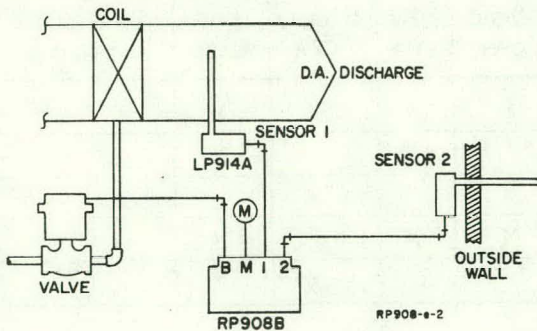 COIL
D.A. DISCHARGE
SENSOR 1
LP914A
SENSOR 2
M
B M 1 2
OUTSIDE
WALL
VALVE
RP908B
RP908-e-2